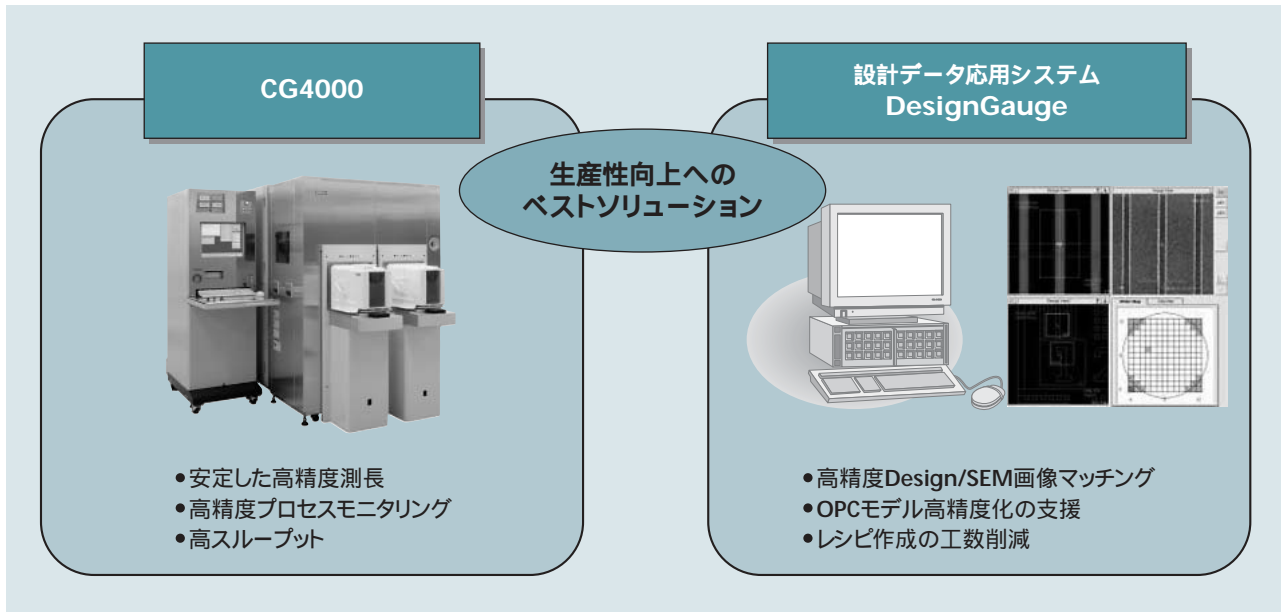 CG4000
設計データ応用システム
DesignGauge
生産性向上への
ベストソリューション
•安定した高精度測長
•高精度プロセスモニタリング
•高スループット
•高精度Design/SEM画像マッチング
•OPCモデル高精度化の支援
•レシピ作成の工数削減